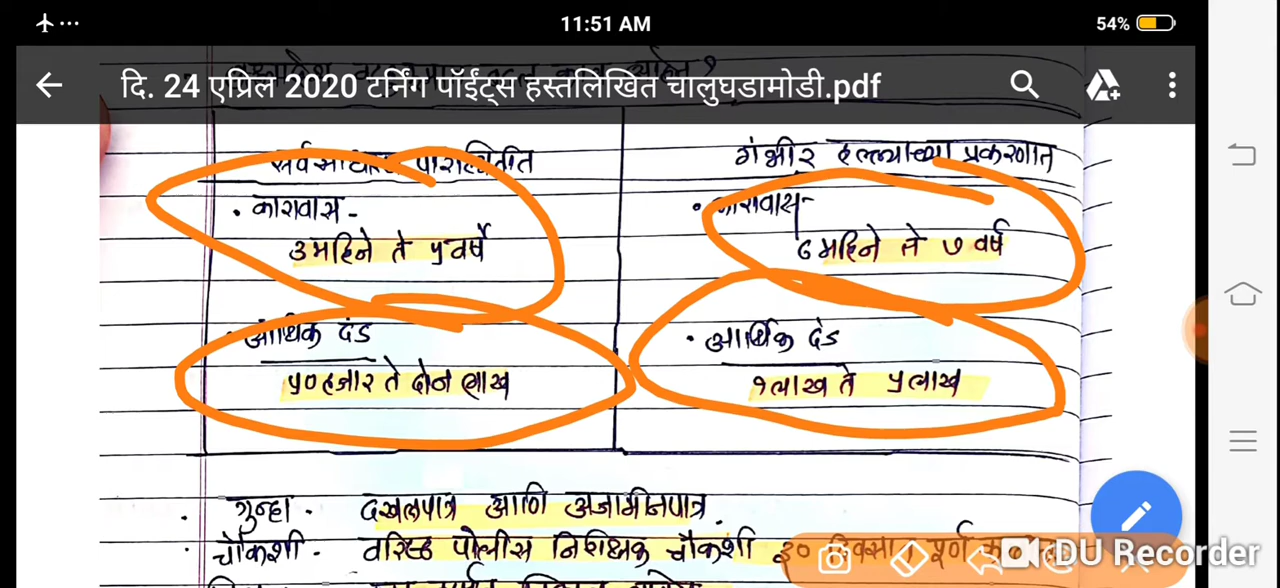 11:51 AM
54%
दि. 24 एप्रिल 2020 टर्निंग पॉईंट्स हस्तलिखित चालुघडामोडी.pdf
गंभीर हल्ल्याच्या प्रकरणात
• कारावास -
३ महिने ते ५ वर्षे
• कारावास -
६ महिने ते ७ वर्ष
• आर्थिक दंड
५० हजार ते दोन लाख
• आर्थिक दंड
१ लाख ते ५ लाख
• गुन्हा - दखलपात्र आणि अजामीनपात्र.
• चौकशी - वरिष्ठ पोलीस निरीक्षक चौकशी ३० दिवसात पूर्ण
DU Recorder